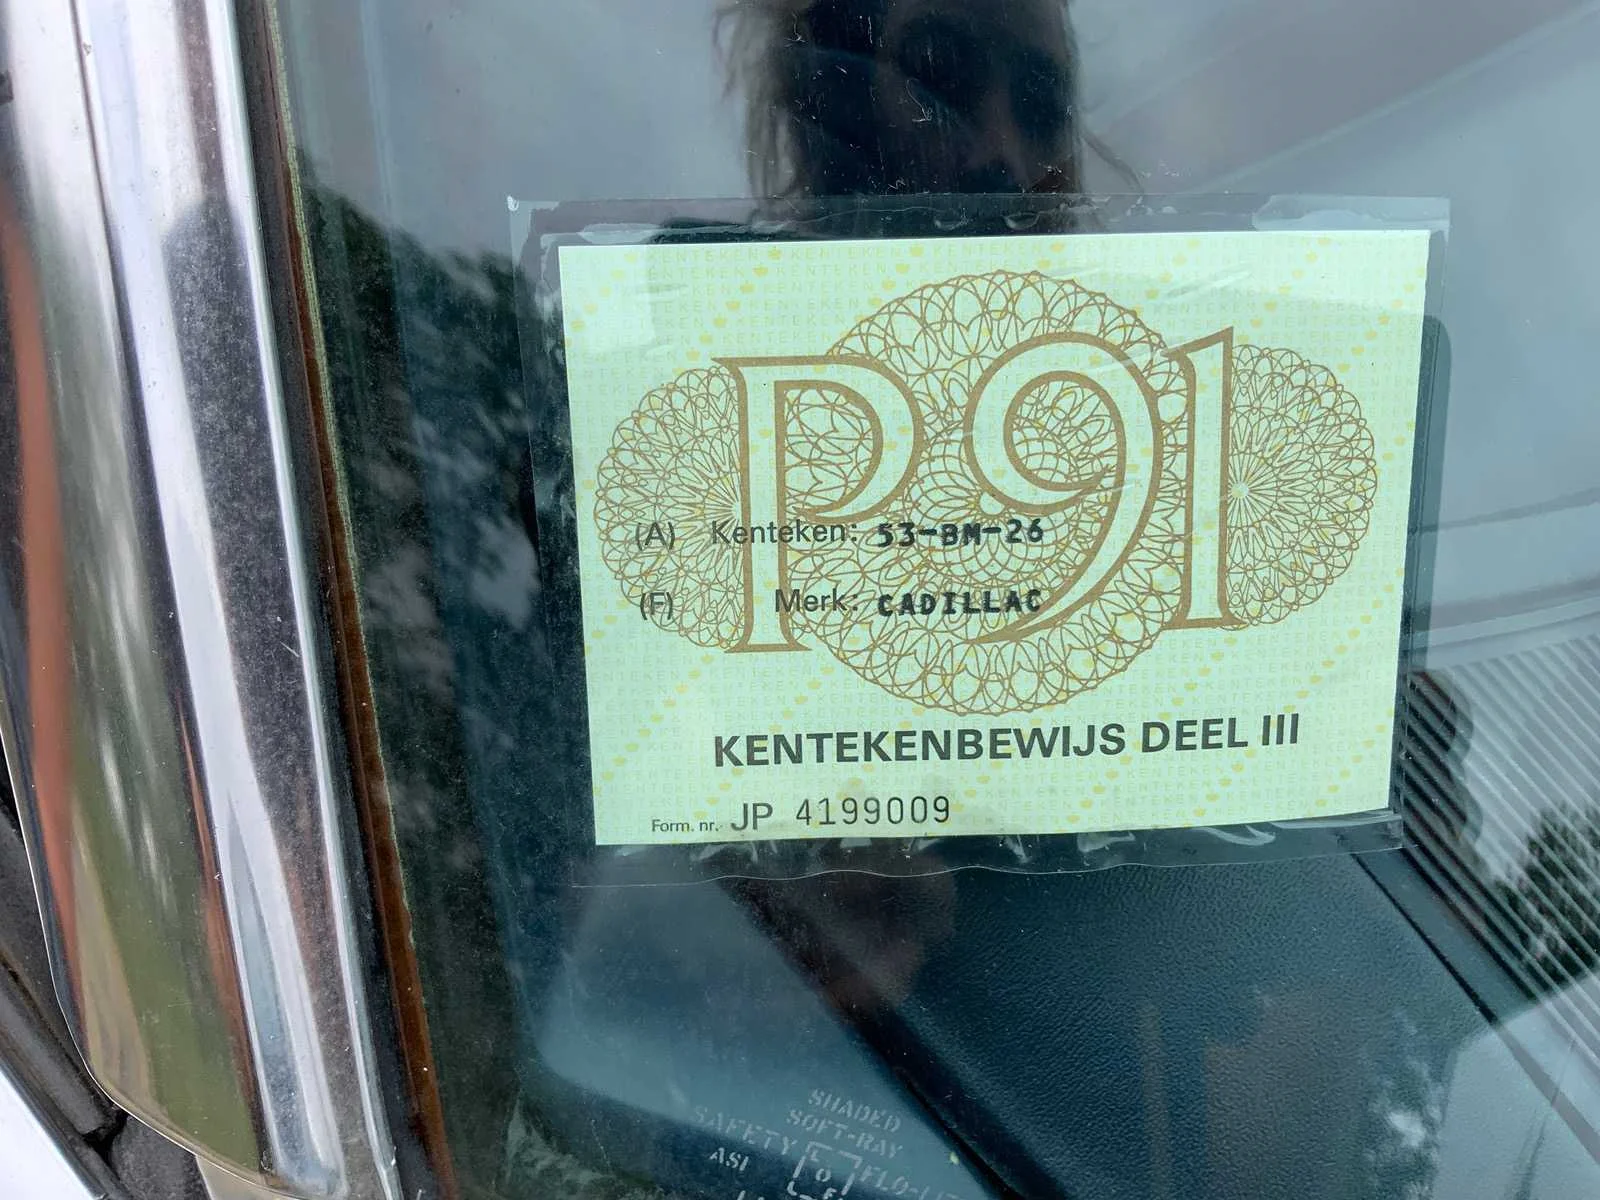 P91
(A) Kenteken: 53-BM-26
(F) Merk: CADILLAC
KENTEKENBEWIJS DEEL III
Form. nr. JP 4199009
SHADED
SOFT-RAY
SAFETY
ASI